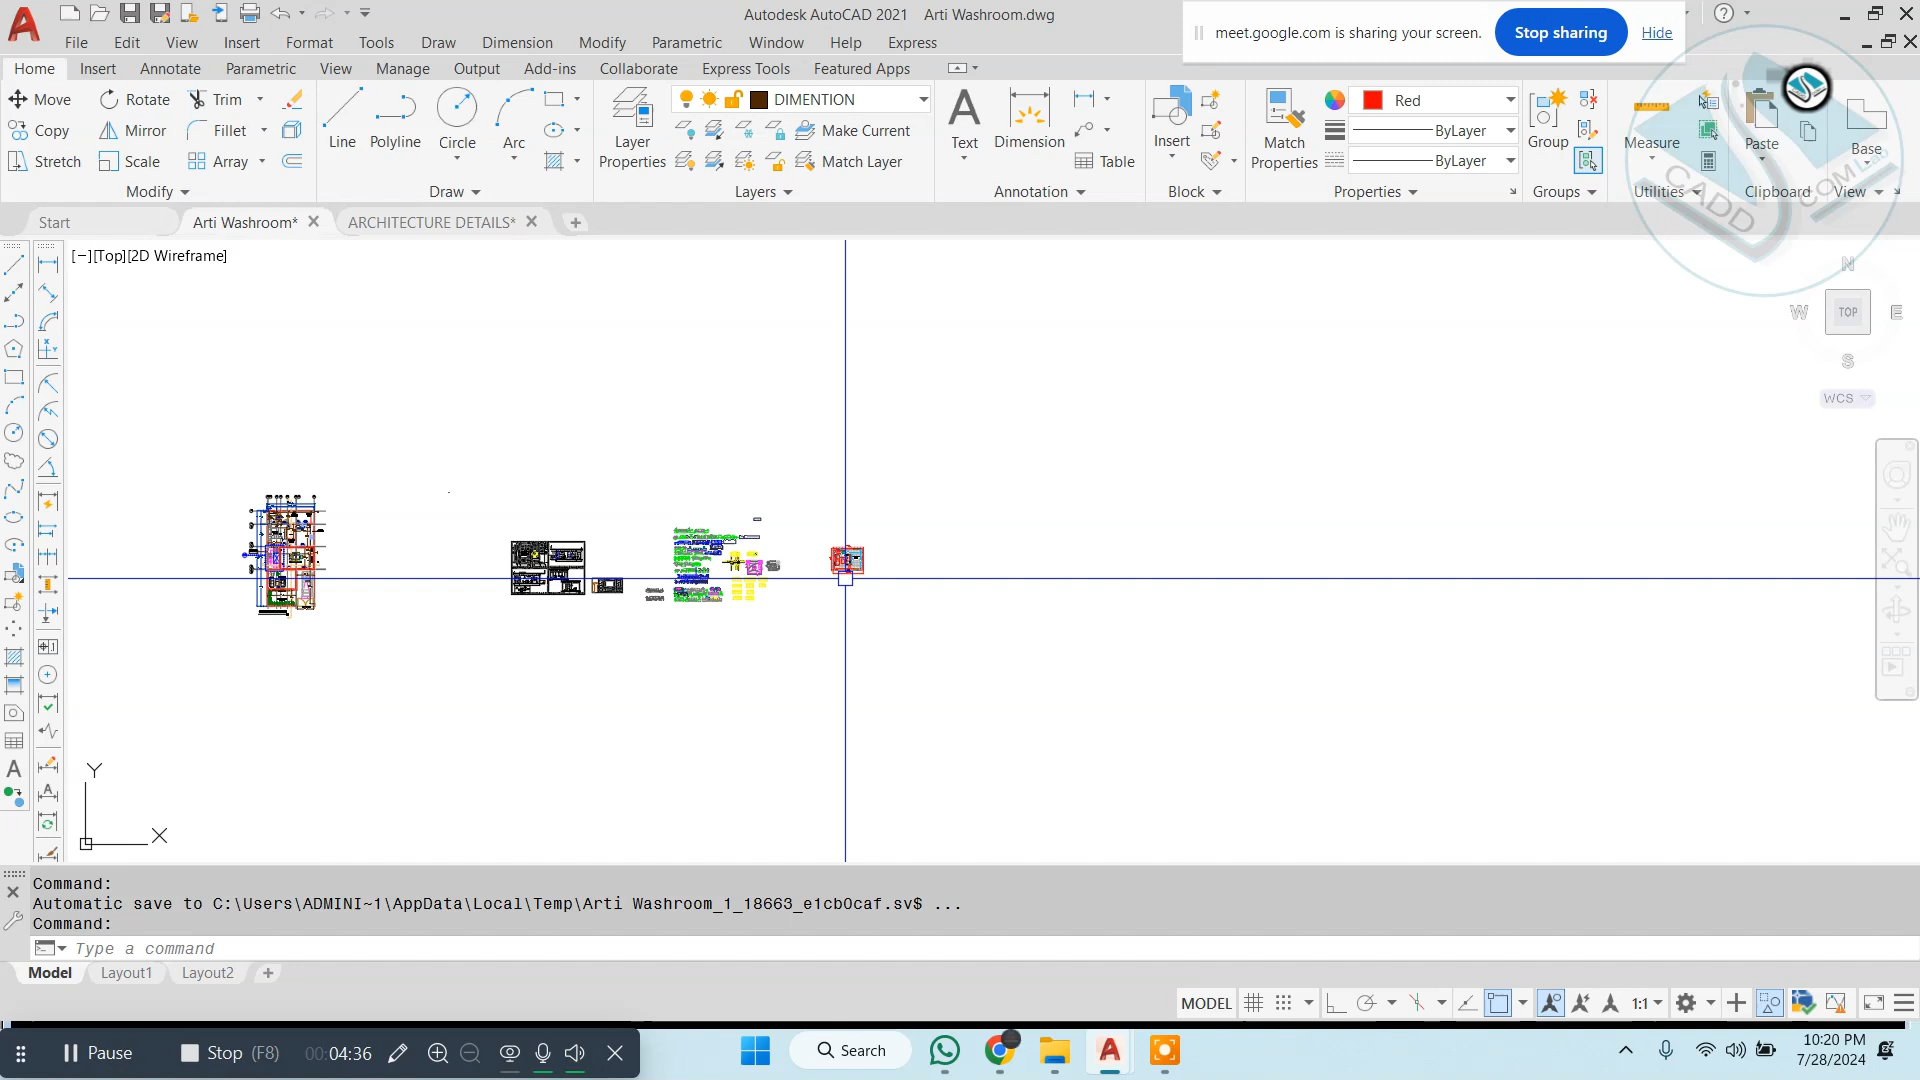 Autodesk AutoCAD 2021 Arti Washroom.dwg
meet.google.com is sharing your screen. Stop sharing Hide
File Edit View Insert Format Tools Draw Dimension Modify Parametric Window Help Express
Home Insert Annotate Parametric View Manage Output Add-ins Collaborate Express Tools Featured Apps
Move Rotate Trim
Copy Mirror Fillet
Stretch Scale Array
Line Polyline Circle Arc
Layer Properties
DIMENTION
Make Current
Match Layer
Text Dimension Table
Insert
Match Properties
Red
ByLayer
ByLayer
Group
Measure
Paste
Base
CADD COM Lab
Modify Draw Layers Annotation Block Properties Groups Utilities Clipboard View
Start Arti Washroom* ARCHITECTURE DETAILS*
[−][Top][2D Wireframe]
N
W TOP E
S
WCS
Y
X
Command:
Automatic save to C:\Users\ADMINI~1\AppData\Local\Temp\Arti Washroom_1_18663_e1cb0caf.sv$ ...
Command:
Type a command
Model Layout1 Layout2
MODEL 1:1
Pause Stop (F8) 00:04:36
Search
10:20 PM
7/28/2024